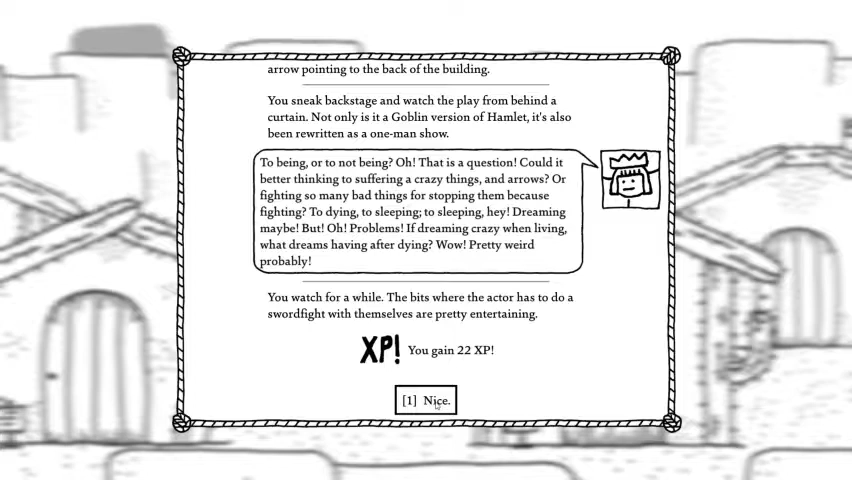 arrow pointing to the back of the building.
You sneak backstage and watch the play from behind a
curtain. Not only is it a Goblin version of Hamlet, it's also
been rewritten as a one-man show.
To being, or to not being? Oh! That is a question! Could it
better thinking to suffering a crazy things, and arrows? Or
fighting so many bad things for stopping them because
fighting? To dying, to sleeping; to sleeping, hey! Dreaming
maybe! But! Oh! Problems! If dreaming crazy when living,
what dreams having after dying? Wow! Pretty weird
probably!
You watch for a while. The bits where the actor has to do a
swordfight with themselves are pretty entertaining.
XP! You gain 22 XP!
[1] Nice.